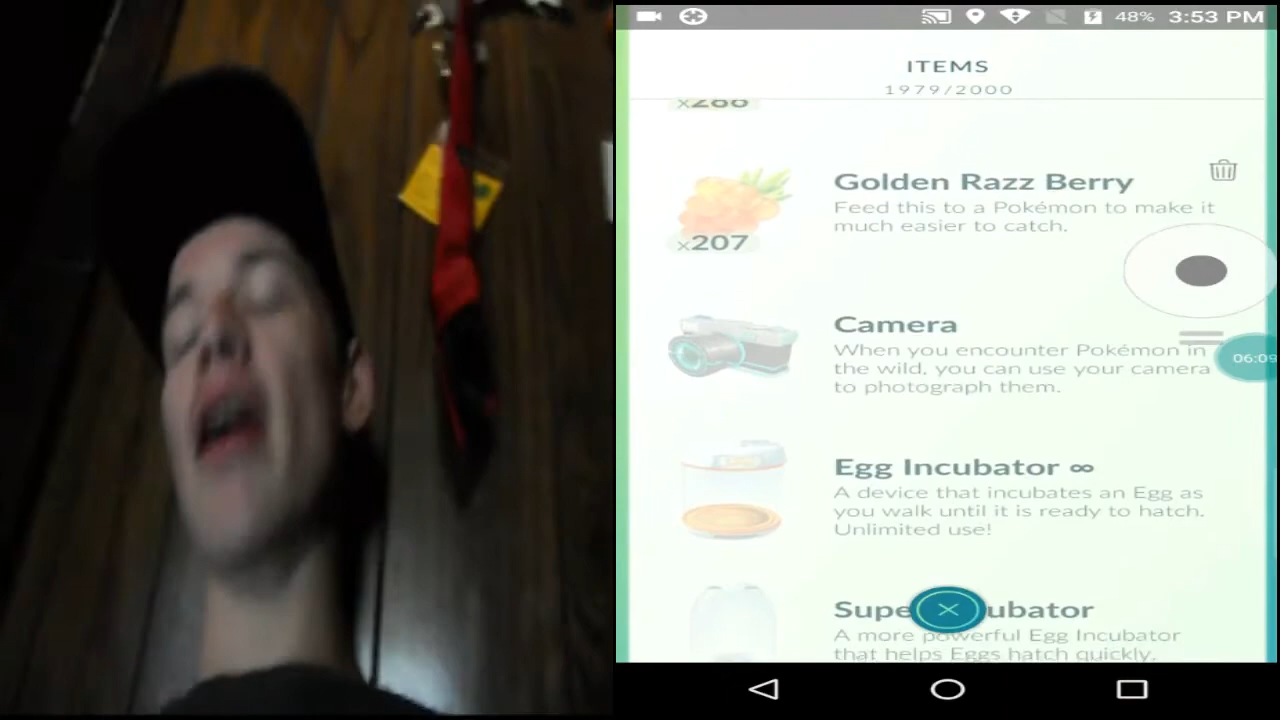 48% 3:53 PM
ITEMS
1979/2000
Golden Razz Berry
Feed this to a Pokémon to make it
much easier to catch.
x207
Camera
When you encounter Pokémon in
the wild, you can use your camera
to photograph them.
06:09
Egg Incubator ∞
A device that incubates an Egg as
you walk until it is ready to hatch.
Unlimited use!
A more powerful Egg Incubator
that helps Eggs hatch quickly.